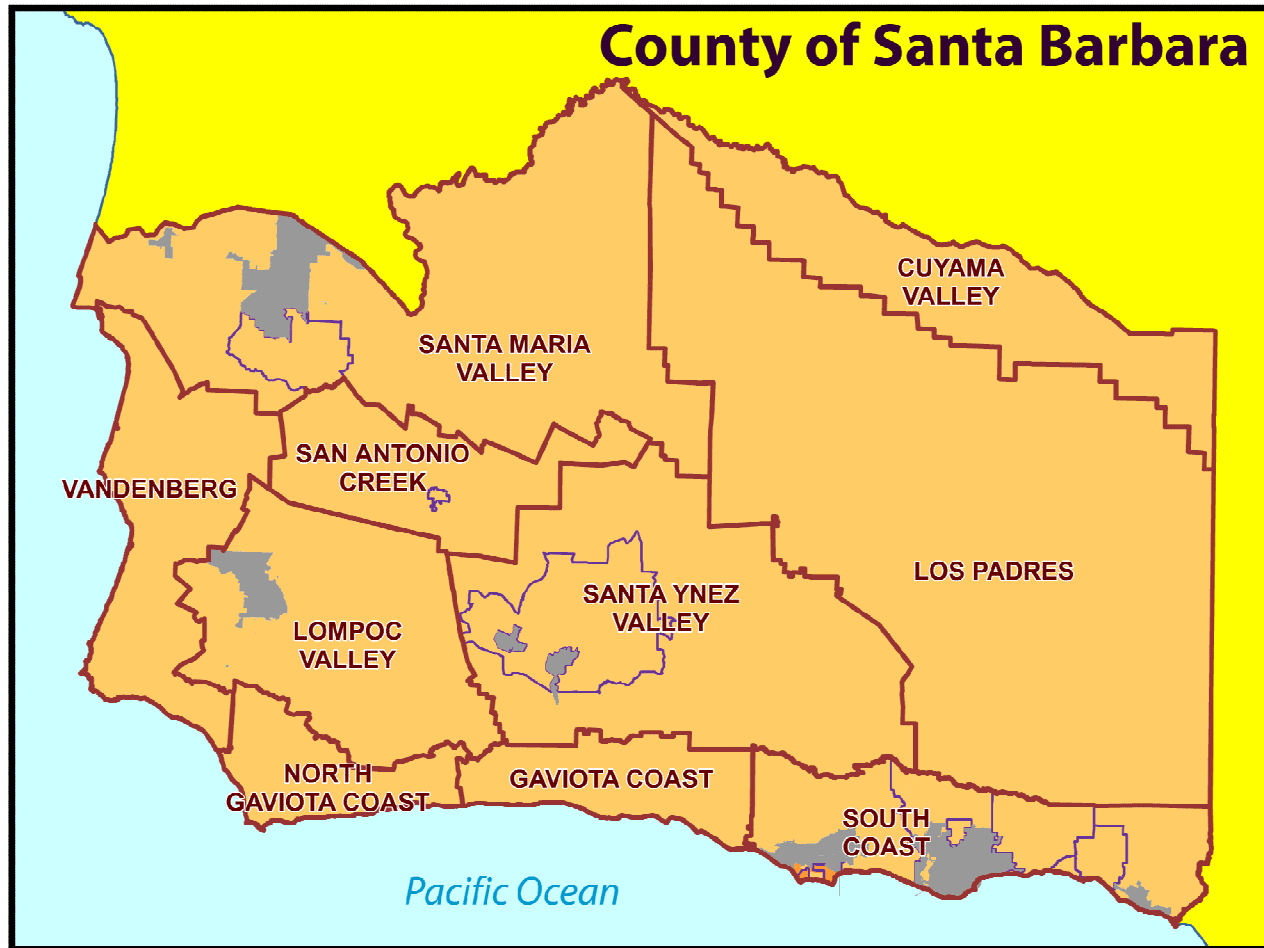 County of Santa Barbara
CUYAMA
VALLEY
SANTA MARIA
VALLEY
SAN ANTONIO
CREEK
VANDENBERG
LOS PADRES
SANTA YNEZ
VALLEY
LOMPOC
VALLEY
NORTH
GAVIOTA COAST
GAVIOTA COAST
SOUTH
COAST
Pacific Ocean